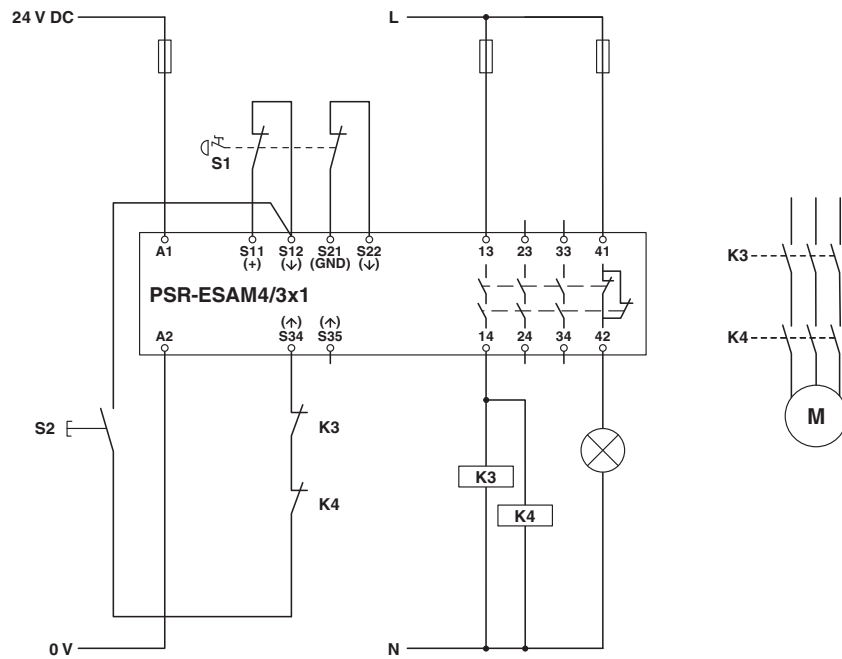 24 V DC
L
S1
A1 S11 S12 S21 S22 13 23 33 41
(+) (↓) (GND) (↓)
PSR-ESAM4/3x1
(↑) (↑)
A2 S34 S35 14 24 34 42
K3
K4
M
S2
K3
K4
K3
K4
0 V
N